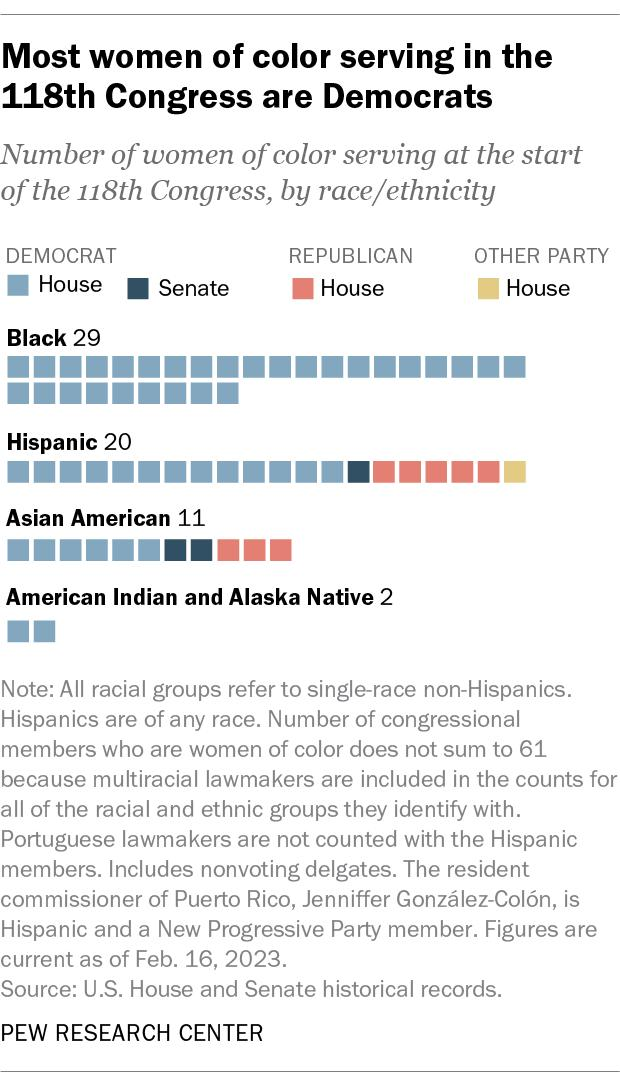 Most women of color serving in the
118th Congress are Democrats
Number of women of color serving at the start
of the 118th Congress, by race/ethnicity
DEMOCRAT REPUBLICAN OTHER PARTY
House Senate House House
Black 29
Hispanic 20
Asian American 11
American Indian and Alaska Native 2
Note: All racial groups refer to single-race non-Hispanics.
Hispanics are of any race. Number of congressional
members who are women of color does not sum to 61
because multiracial lawmakers are included in the counts for
all of the racial and ethnic groups they identify with.
Portuguese lawmakers are not counted with the Hispanic
members. Includes nonvoting delgates. The resident
commissioner of Puerto Rico, Jenniffer González-Colón, is
Hispanic and a New Progressive Party member. Figures are
current as of Feb. 16, 2023.
Source: U.S. House and Senate historical records.
PEW RESEARCH CENTER